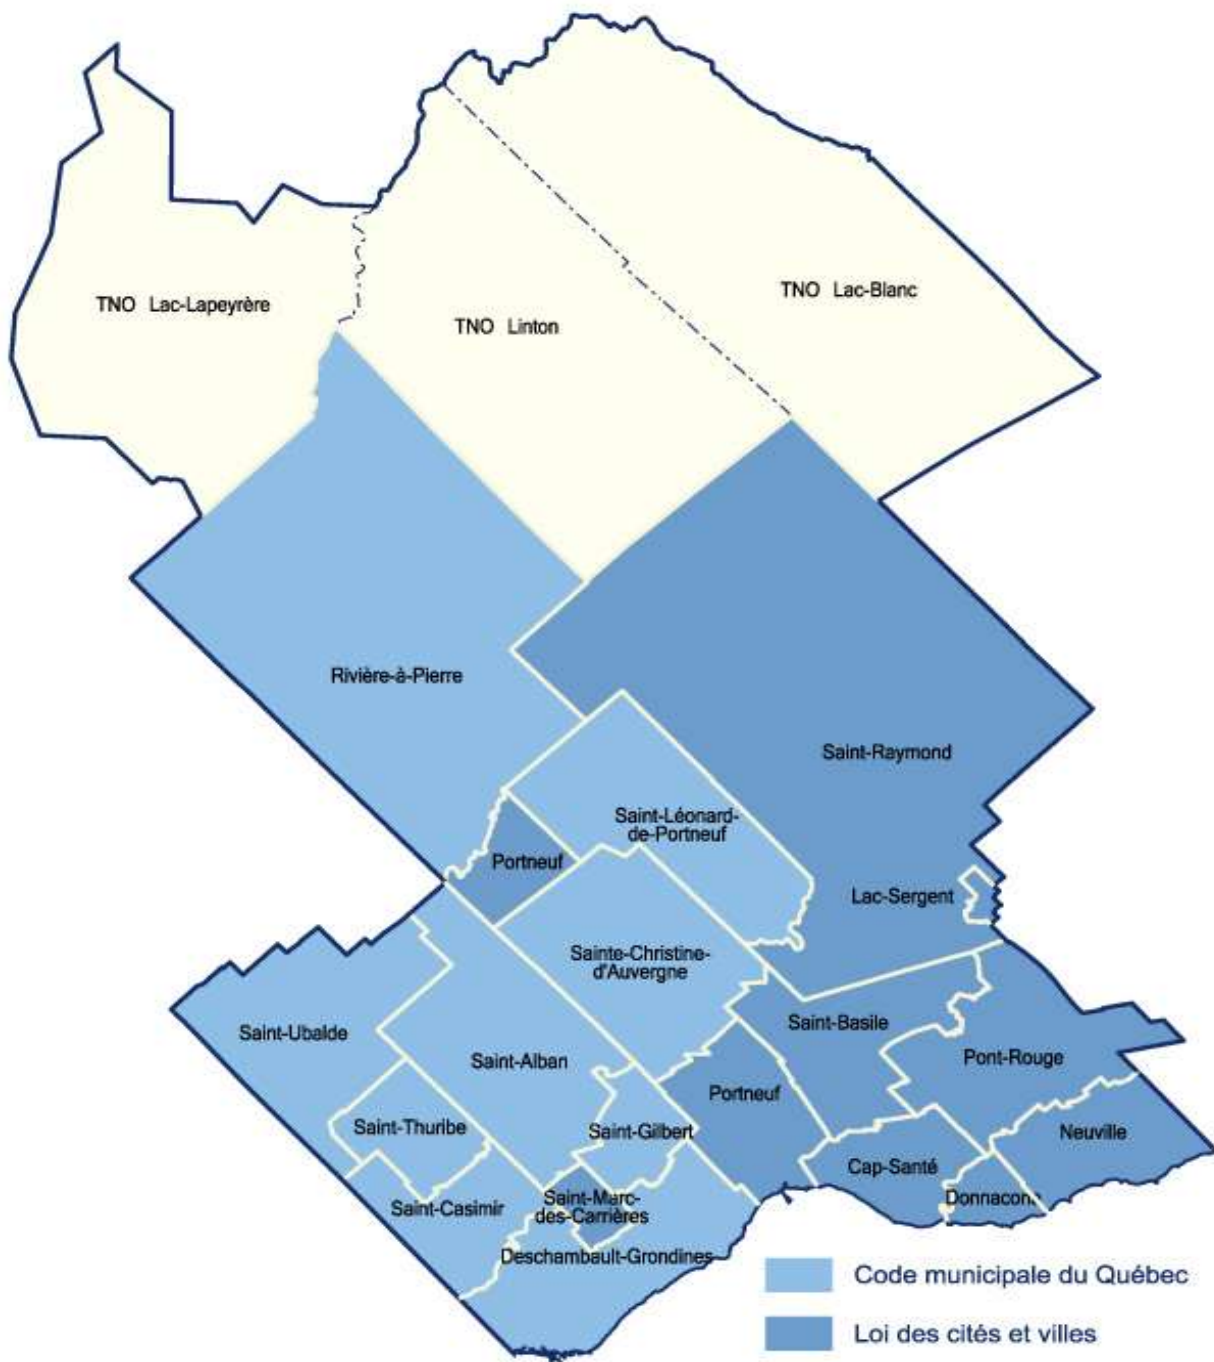 TNO Lac-Lapeyrère
TNO Linton
TNO Lac-Blanc
Rivière-à-Pierre
Saint-Raymond
Saint-Léonard-
de-Portneuf
Portneuf
Lac-Sergent
Sainte-Christine-
d'Auvergne
Saint-Ubalde
Saint-Basile
Saint-Alban
Pont-Rouge
Portneuf
Saint-Thuribe
Saint-Gilbert
Neuville
Cap-Santé
Saint-Casimir
Saint-Marc-
des-Carrières
Donnacona
Deschambault-Grondines
Code municipale du Québec
Loi des cités et villes